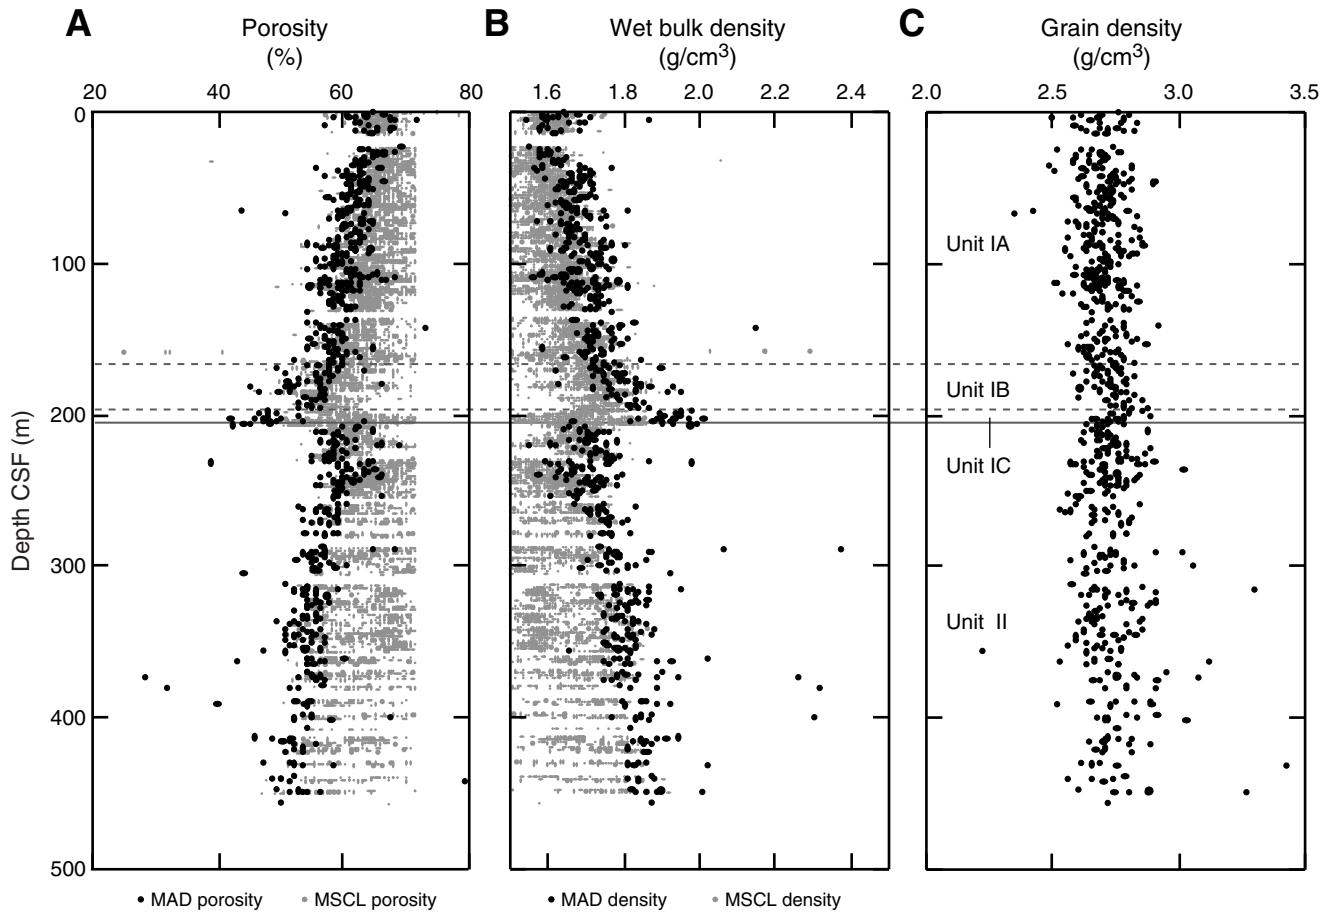 A Porosity (%)
B Wet bulk density (g/cm³)
C Grain density (g/cm³)
20 40 60 80
1.6 1.8 2.0 2.2 2.4
2.0 2.5 3.0 3.5
0
100
200
300
400
500
Depth CSF (m)
Unit IA
Unit IB
Unit IC
Unit II
MAD porosity MSCL porosity
MAD density MSCL density